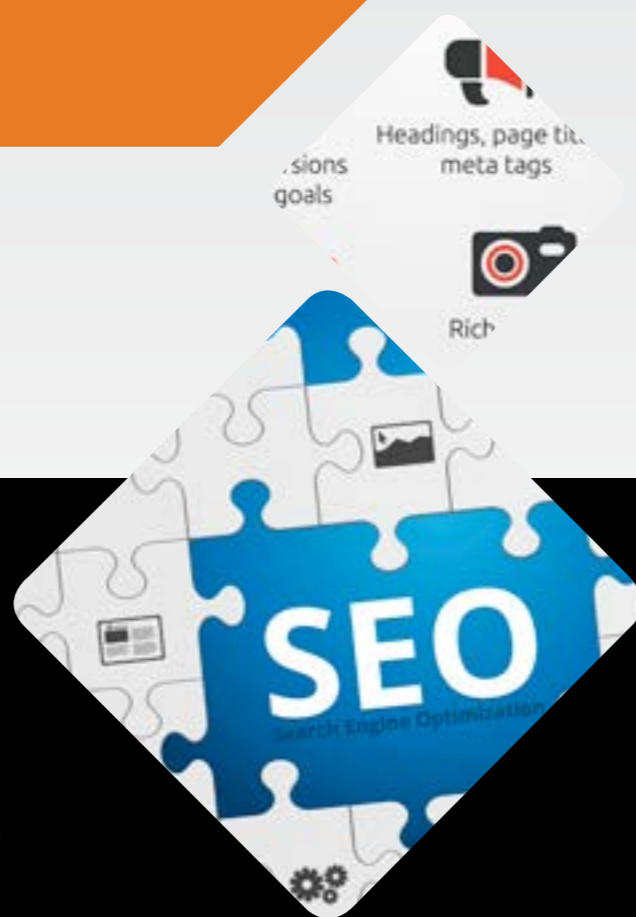 Headings, page tit
meta tags
sions
goals
Rich
SEO
Search Engine Optimization